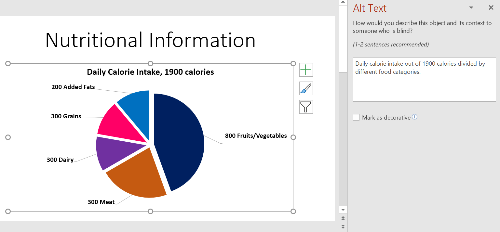 Nutritional Information
Daily Calorie Intake, 1900 calories
200 Added Fats
300 Grains
300 Dairy
300 Meat
800 Fruits/Vegetables
Alt Text
How would you describe this object and its context to
someone who is blind?
(1-2 sentences recommended)
Daily calorie intake out of 1900 calories divided by
different food categories
Mark as decorative